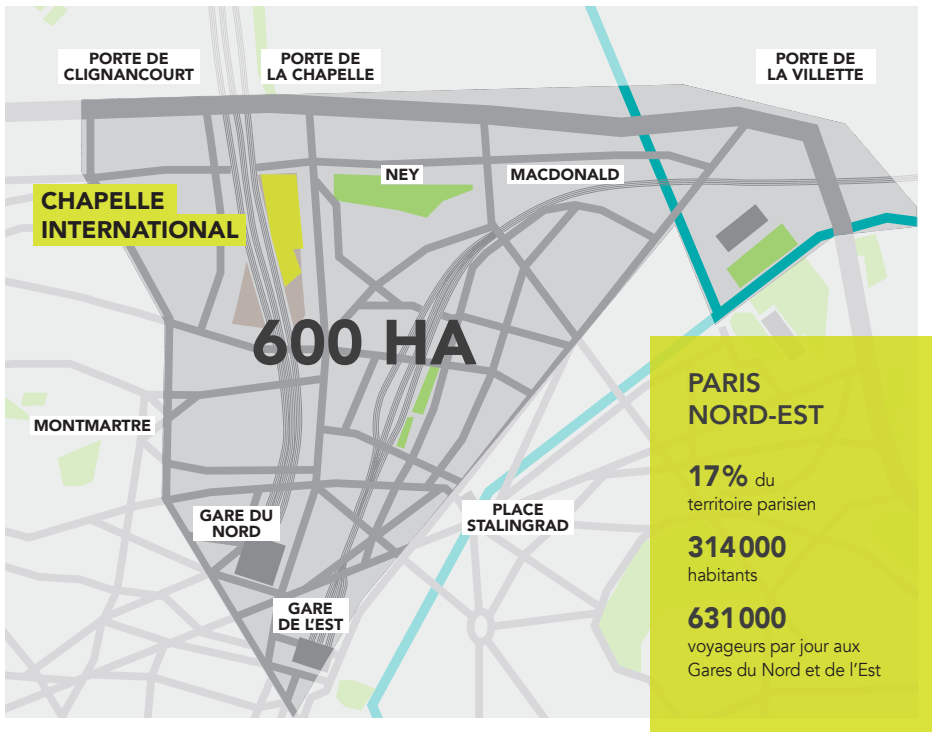 PORTE DE
CLIGNANCOURT
PORTE DE
LA CHAPELLE
PORTE DE
LA VILLETTE
NEY
MACDONALD
CHAPELLE
INTERNATIONAL
600 HA
MONTMARTRE
GARE DU
NORD
PLACE
STALINGRAD
GARE
DE L'EST
PARIS
NORD-EST
17% du
territoire parisien
314 000
habitants
631 000
voyageurs par jour aux
Gares du Nord et de l'Est